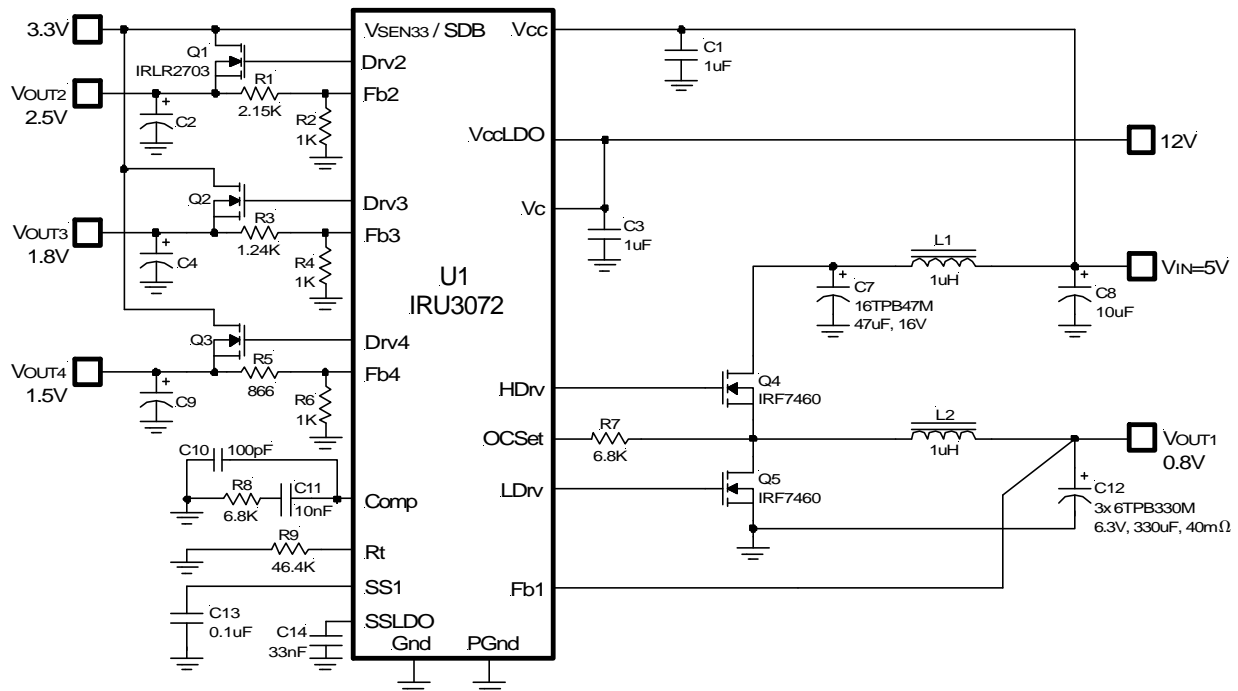 3.3V
VSEN33 / SDB
Vcc
Q1
IRLR2703
Drv2
C1
1uF
VOUT2
2.5V
R1
2.15K
Fb2
C2
R2
1K
VccLDO
12V
Q2
Drv3
Vc
VOUT3
1.8V
R3
1.24K
Fb3
C3
1uF
C4
R4
1K
L1
1uH
VIN=5V
U1
IRU3072
C7
16TPB47M
47uF, 16V
C8
10uF
Q3
Drv4
VOUT4
1.5V
R5
866
Fb4
HDrv
Q4
IRF7460
C9
R6
1K
L2
1uH
OCSet
R7
6.8K
VOUT1
0.8V
C10
100pF
R8
6.8K
C11
10nF
Comp
LDrv
Q5
IRF7460
C12
3x 6TPB330M
6.3V, 330uF, 40mΩ
R9
46.4K
Rt
SS1
Fb1
C13
0.1uF
SSLDO
C14
33nF
Gnd
PGnd